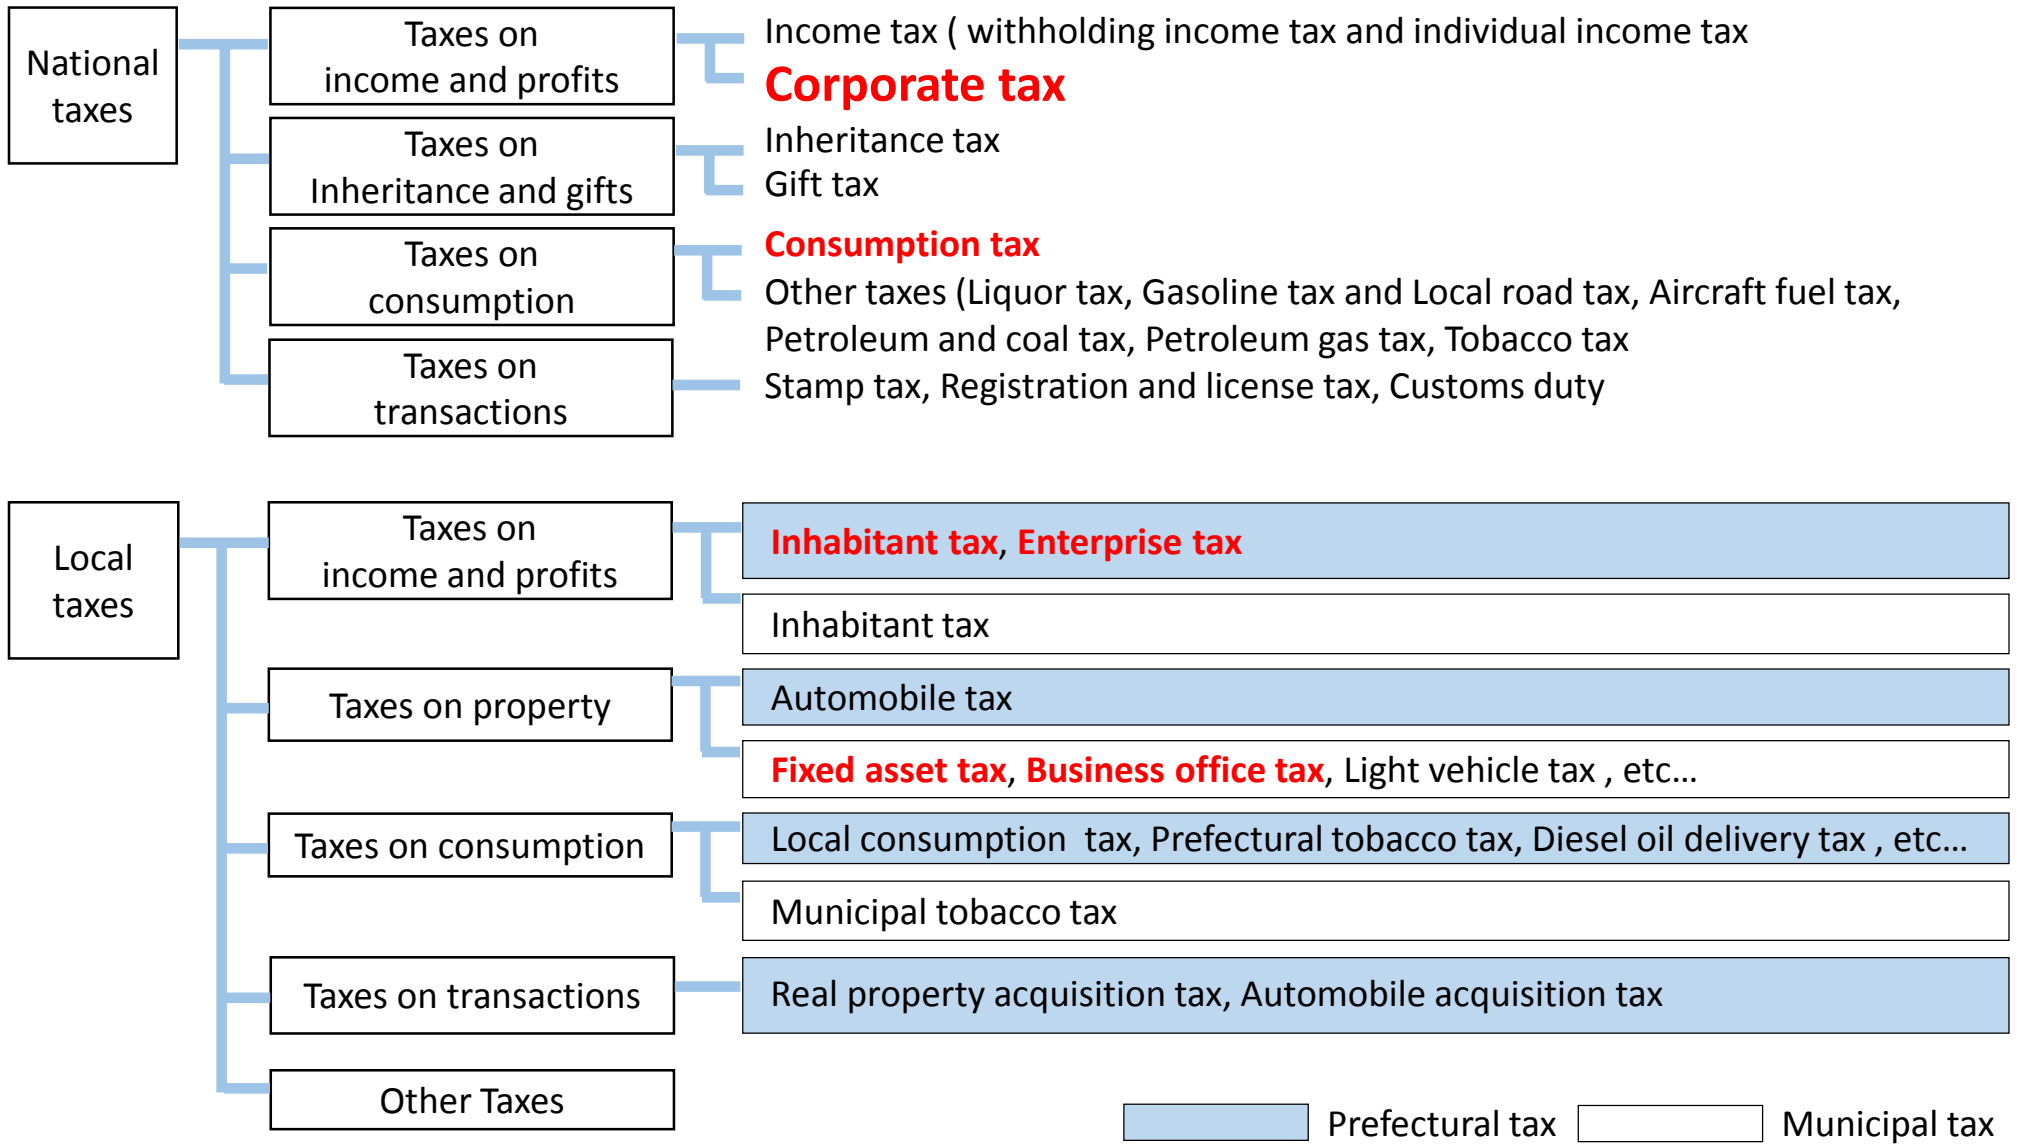 National
taxes
Taxes on
income and profits
Income tax ( withholding income tax and individual income tax
Corporate tax
Taxes on
Inheritance and gifts
Inheritance tax
Gift tax
Taxes on
consumption
Consumption tax
Other taxes (Liquor tax, Gasoline tax and Local road tax, Aircraft fuel tax,
Petroleum and coal tax, Petroleum gas tax, Tobacco tax
Taxes on
transactions
Stamp tax, Registration and license tax, Customs duty
Local
taxes
Taxes on
income and profits
Inhabitant tax, Enterprise tax
Inhabitant tax
Taxes on property
Automobile tax
Fixed asset tax, Business office tax, Light vehicle tax , etc...
Taxes on consumption
Local consumption  tax, Prefectural tobacco tax, Diesel oil delivery tax , etc...
Municipal tobacco tax
Taxes on transactions
Real property acquisition tax, Automobile acquisition tax
Other Taxes
Prefectural tax
Municipal tax